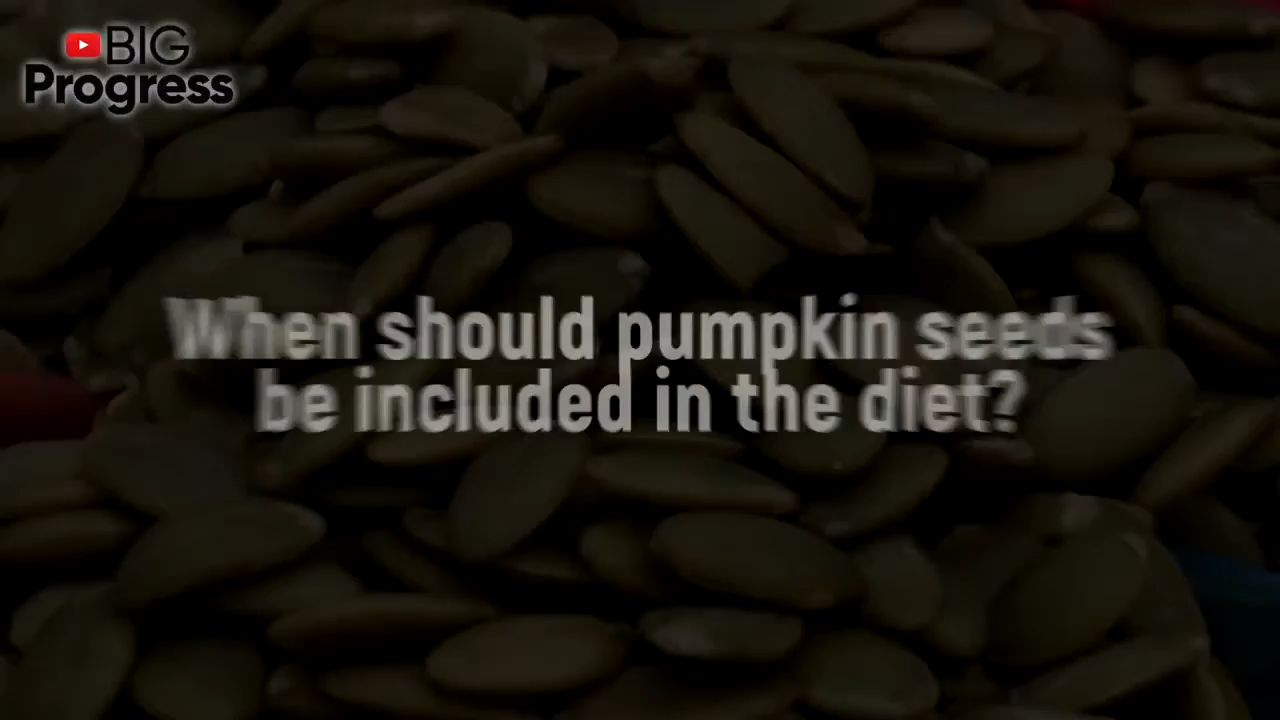 BIG
Progress
When should pumpkin seeds
be included in the diet?